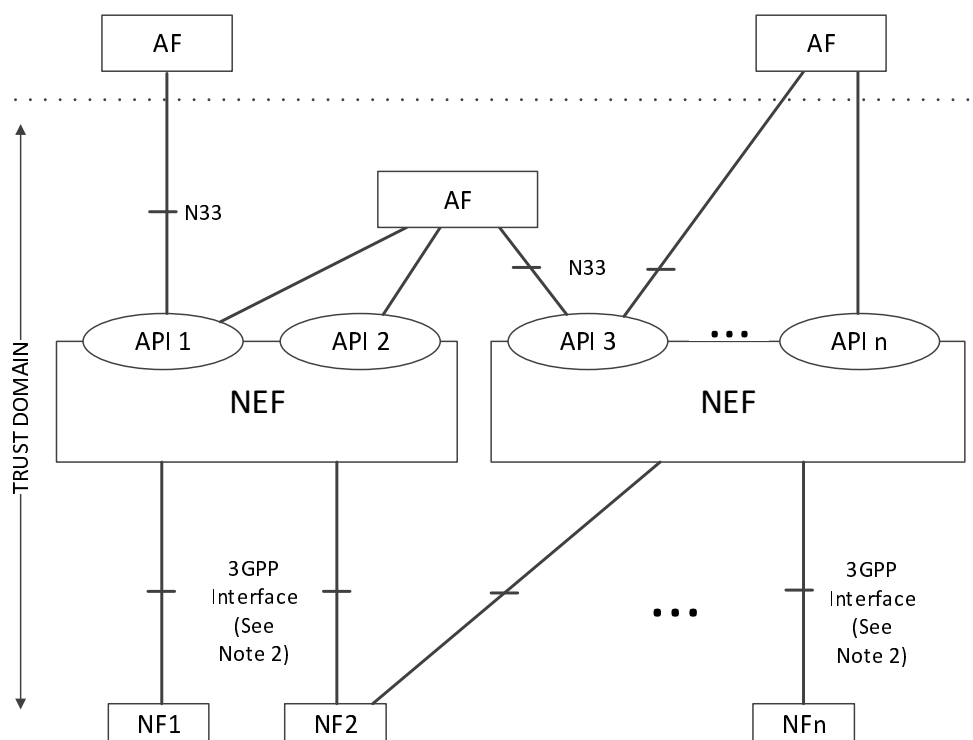 AF
AF
AF
N33
N33
API 1
API 2
API 3
...
API n
NEF
NEF
TRUST DOMAIN
3GPP
Interface
(See
Note 2)
...
3GPP
Interface
(See
Note 2)
NF1
NF2
NFn